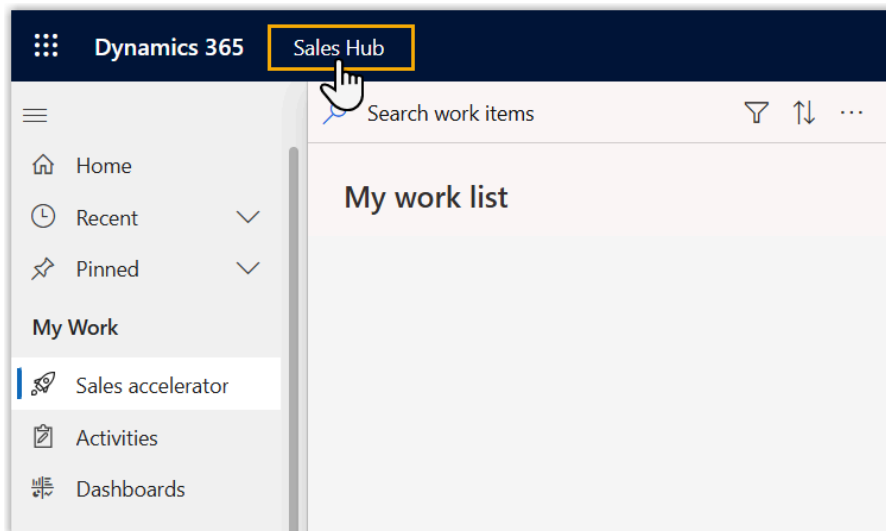 Dynamics 365 Sales Hub
Search work items
Home
My work list
Recent
Pinned
My Work
Sales accelerator
Activities
Dashboards